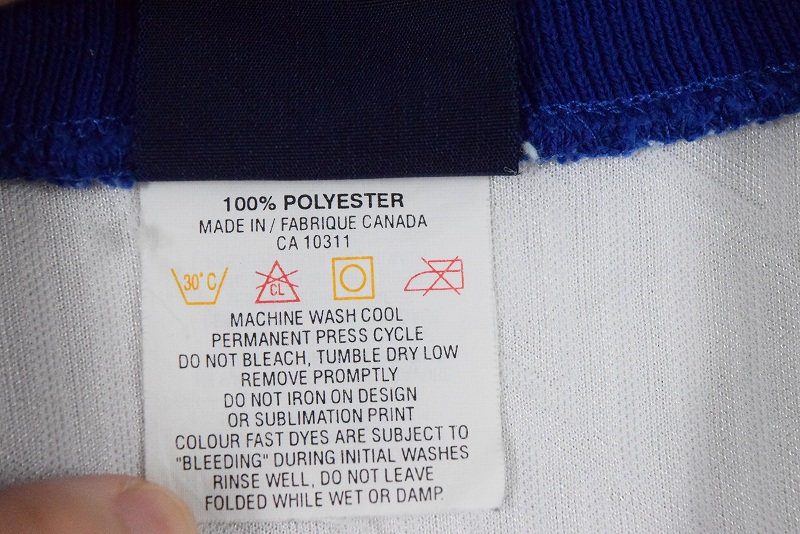 100% POLYESTER
MADE IN / FABRIQUE CANADA
CA 10311
30°C CL
MACHINE WASH COOL
PERMANENT PRESS CYCLE
DO NOT BLEACH, TUMBLE DRY LOW
REMOVE PROMPTLY
DO NOT IRON ON DESIGN
OR SUBLIMATION PRINT
COLOUR FAST DYES ARE SUBJECT TO
"BLEEDING" DURING INITIAL WASHES
RINSE WELL, DO NOT LEAVE
FOLDED WHILE WET OR DAMP.